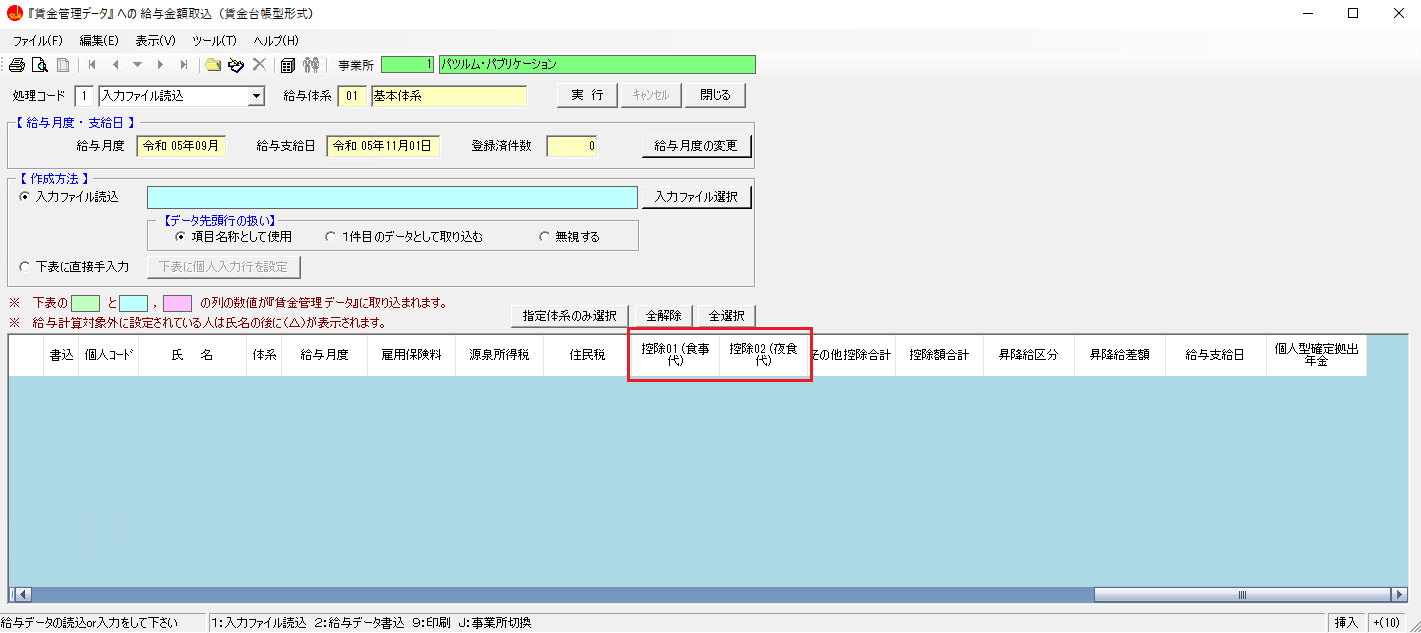 『賃金管理データ』への 給与金額取込（賃金台帳型形式）
ファイル(F) 編集(E) 表示(V) ツール(T) ヘルプ(H)
事業所 1 パツルム・パブリケーション
処理コード 1 入力ファイル読込 給与体系 01 基本体系 実 行 キャンセル 閉じる
【 給与月度・支給日 】
給与月度 令和 05年09月 給与支給日 令和 05年11月01日 登録済件数 0 給与月度の変更
【 作成方法 】
入力ファイル読込 入力ファイル選択
【データ先頭行の扱い】
項目名称として使用 1件目のデータとして取り込む 無視する
下表に直接手入力 下表に個人入力行を設定
※ 下表の と , の列の数値が『賃金管理データ』に取り込まれます。
※ 給与計算対象外に設定されている人は氏名の後に(△)が表示されます。
指定体系のみ選択 全解除 全選択
書込 個人コード 氏 名 体系 給与月度 雇用保険料 源泉所得税 住民税 控除01(食事代) 控除02(夜食代) その他控除合計 控除額合計 昇降給区分 昇降給差額 給与支給日 個人型確定拠出年金
給与データの読込or入力をして下さい 1:入力ファイル読込 2:給与データ書込 9:印刷 J:事業所切換 挿入 +(10)